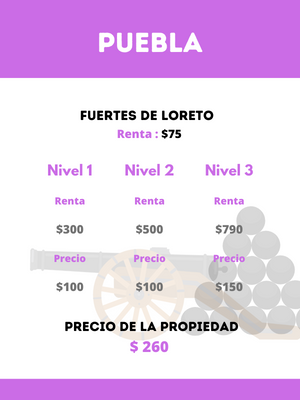 PUEBLA
FUERTES DE LORETO
Renta : $75
Nivel 1 Nivel 2 Nivel 3
Renta Renta Renta
$300 $500 $790
Precio Precio Precio
$100 $100 $150
PRECIO DE LA PROPIEDAD
$ 260